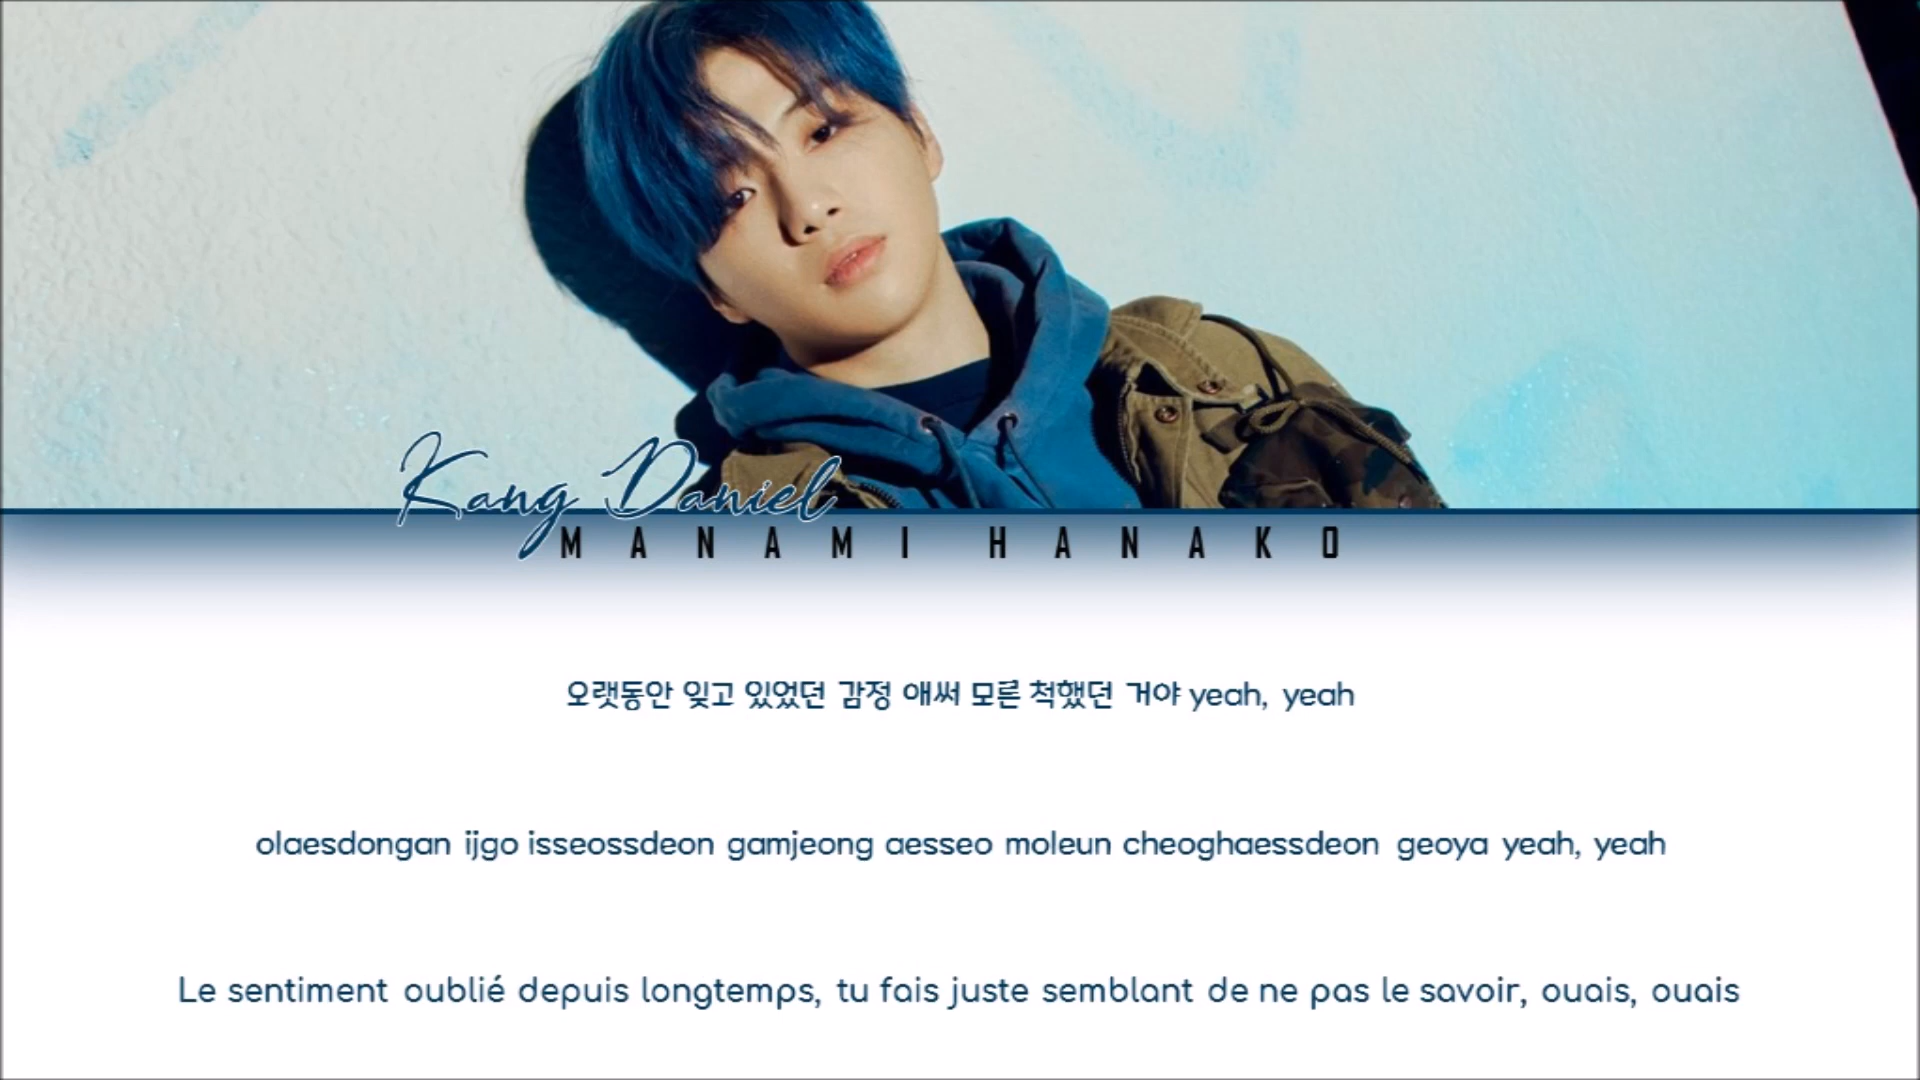 Kang Daniel
MANAMI HANAKO
오랫동안 잊고 있었던 감정 애써 모른 척했던 거야 yeah, yeah
olaesdongan ijgo isseossdeon gamjeong aesseo moleun cheoghaessdeon geoya yeah, yeah
Le sentiment oublié depuis longtemps, tu fais juste semblant de ne pas le savoir, ouais, ouais